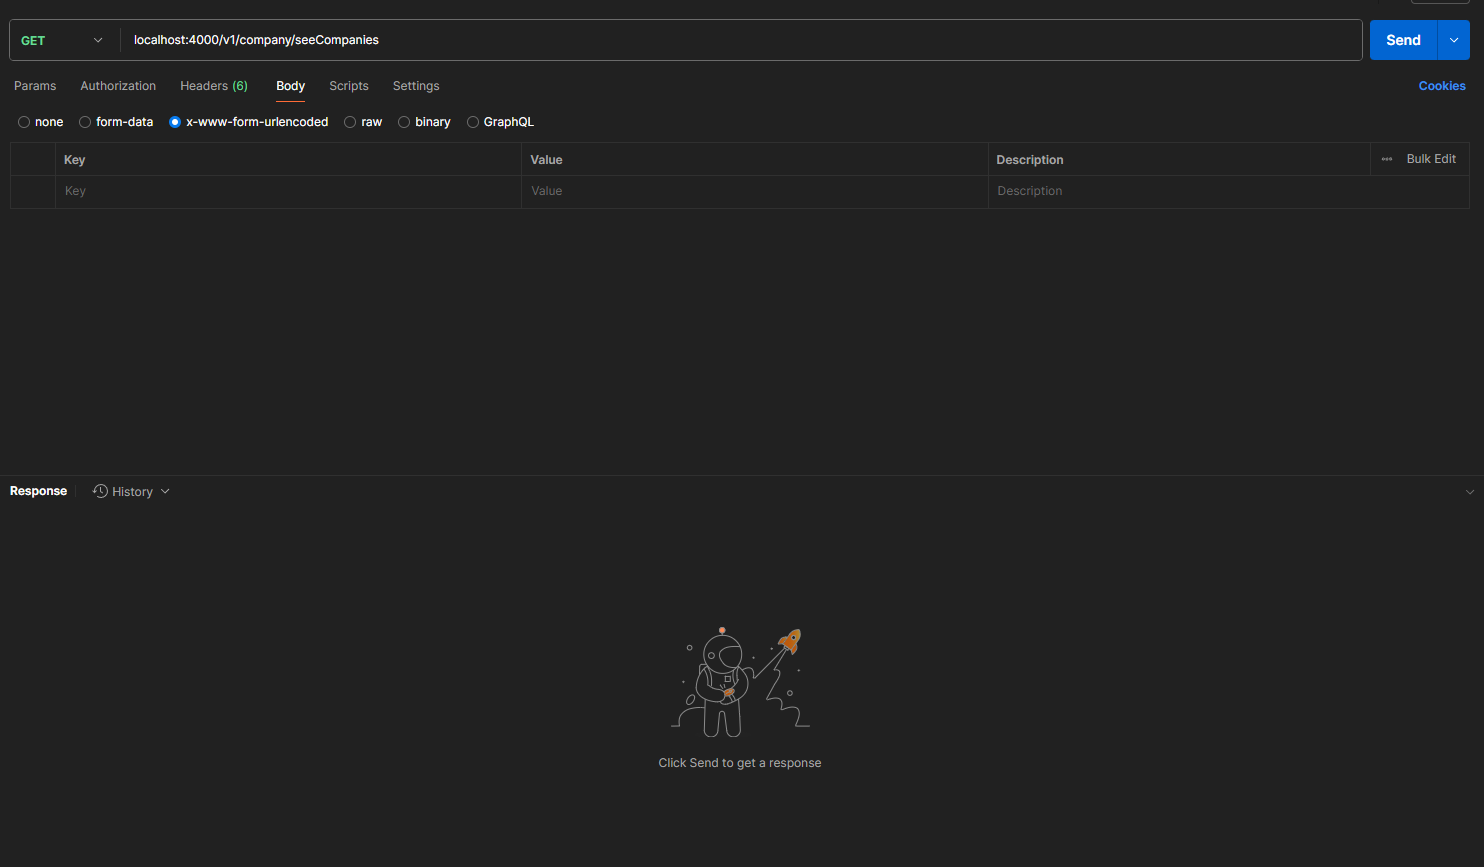 GET localhost:4000/v1/company/seeCompanies Send
Params Authorization Headers (6) Body Scripts Settings Cookies
none form-data x-www-form-urlencoded raw binary GraphQL
Key Value Description Bulk Edit
Key Value Description
Response History
Click Send to get a response